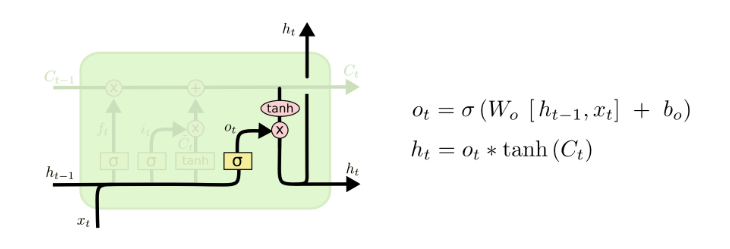 h_t
C_{t-1}
C_t
× +
tanh
f_t i_t o_t × ×
C̃_t
σ σ tanh σ
h_{t-1} h_t
x_t
o_t = σ (W_o [h_{t-1}, x_t] + b_o)
h_t = o_t * tanh (C_t)